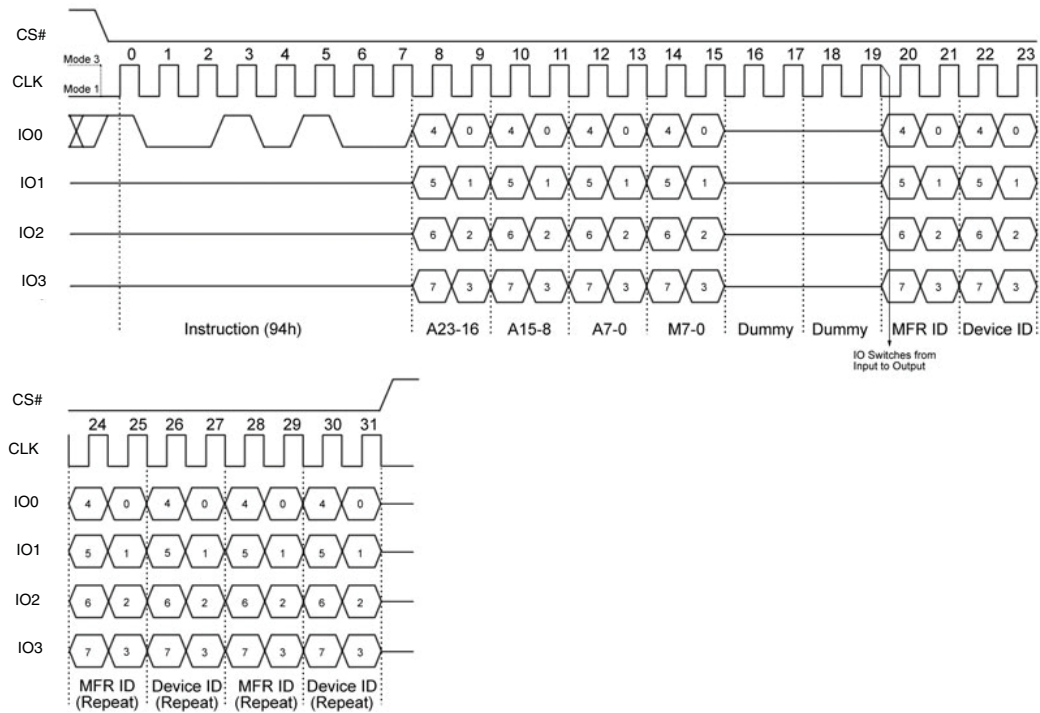 CS#
Mode 3
0 1 2 3 4 5 6 7 8 9 10 11 12 13 14 15 16 17 18 19 20 21 22 23
CLK
Mode 1
IO0 4 0 4 0 4 0 4 0 4 0 4 0
IO1 5 1 5 1 5 1 5 1 5 1 5 1
IO2 6 2 6 2 6 2 6 2 6 2 6 2
IO3 7 3 7 3 7 3 7 3 7 3 7 3
Instruction (94h) A23-16 A15-8 A7-0 M7-0 Dummy Dummy MFR ID Device ID
IO Switches from
Input to Output
CS#
24 25 26 27 28 29 30 31
CLK
IO0 4 0 4 0 4 0 4 0
IO1 5 1 5 1 5 1 5 1
IO2 6 2 6 2 6 2 6 2
IO3 7 3 7 3 7 3 7 3
MFR ID Device ID MFR ID Device ID
(Repeat) (Repeat) (Repeat) (Repeat)